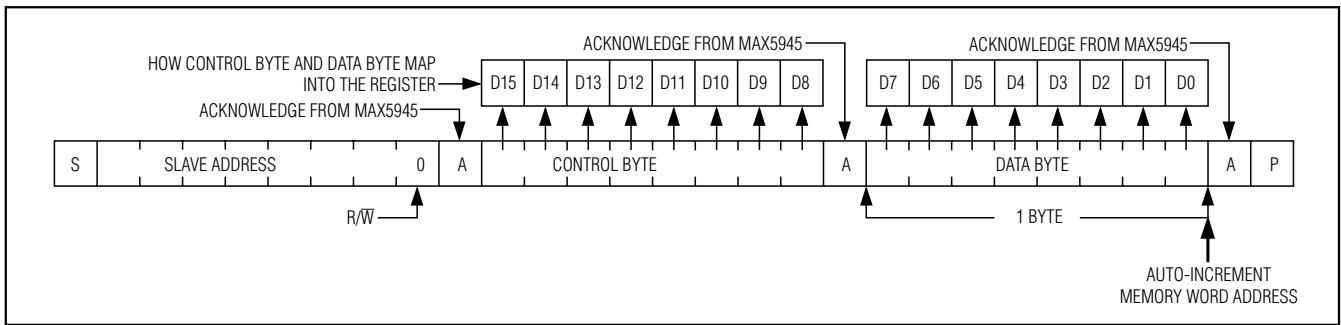 ACKNOWLEDGE FROM MAX5945
ACKNOWLEDGE FROM MAX5945
HOW CONTROL BYTE AND DATA BYTE MAP
INTO THE REGISTER
D15 D14 D13 D12 D11 D10 D9 D8
D7 D6 D5 D4 D3 D2 D1 D0
ACKNOWLEDGE FROM MAX5945
S SLAVE ADDRESS 0 A CONTROL BYTE A DATA BYTE A P
R/W̅
1 BYTE
AUTO-INCREMENT
MEMORY WORD ADDRESS